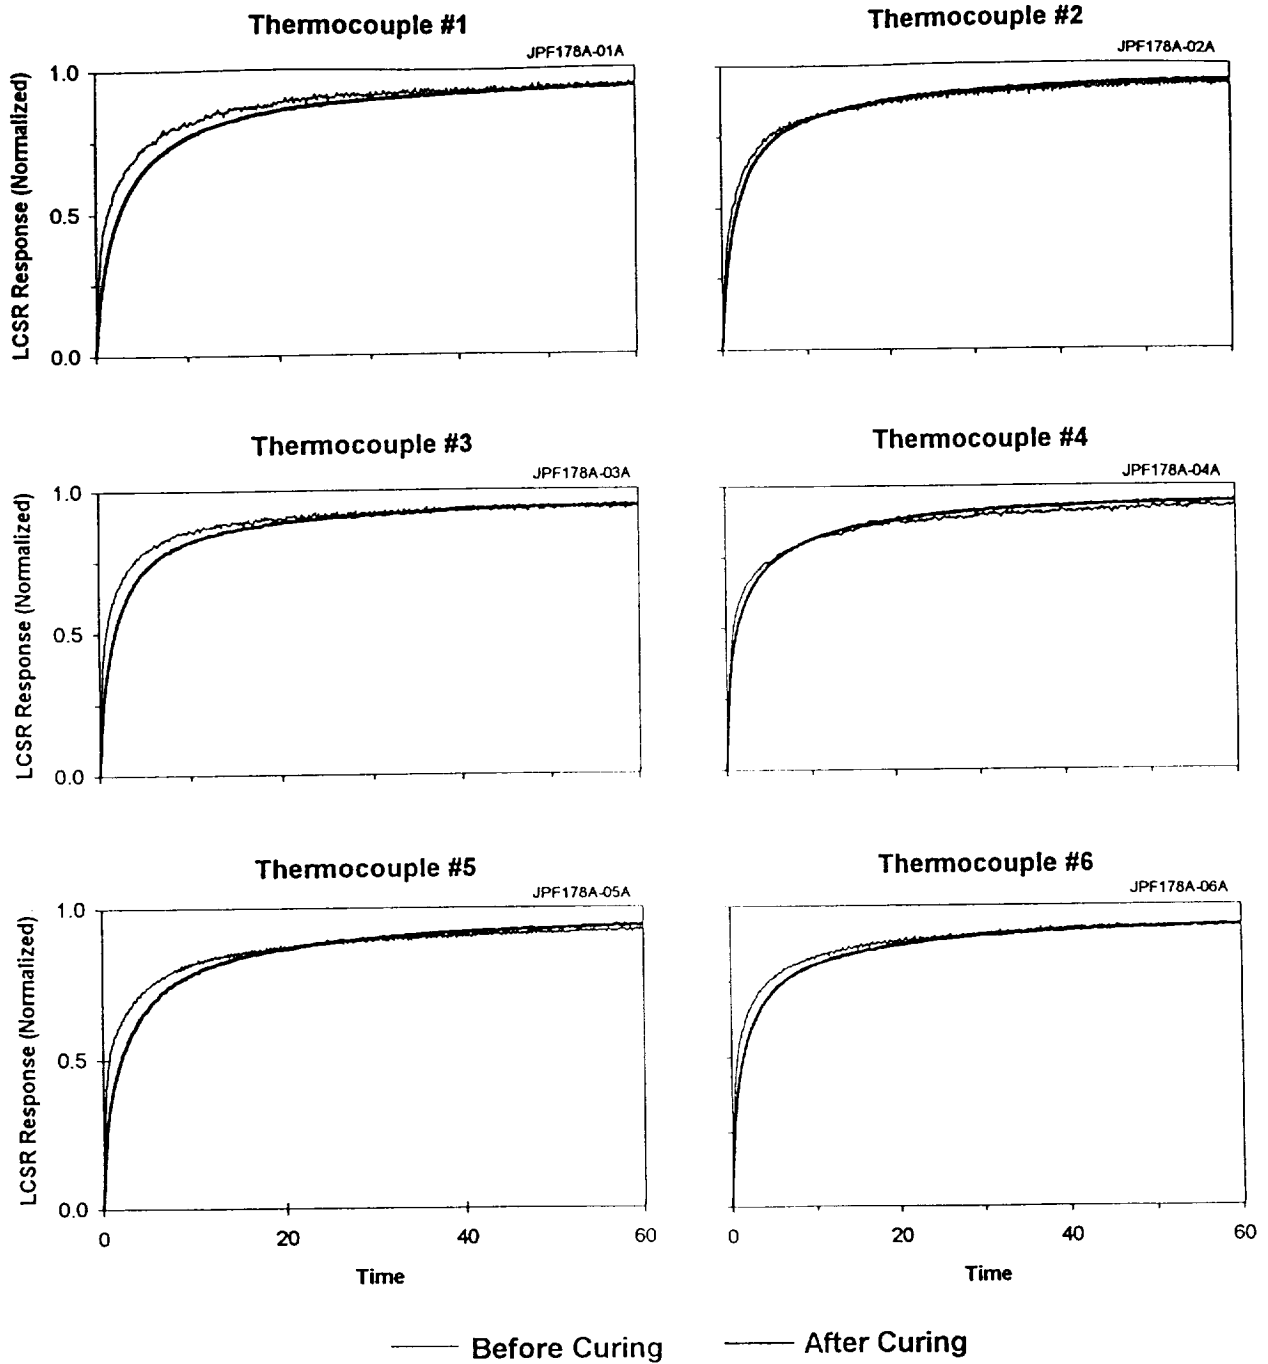 Thermocouple #1
JPF178A-01A
Thermocouple #2
JPF178A-02A
LCSR Response (Normalized)
1.0
0.5
0.0
Thermocouple #3
JPF178A-03A
Thermocouple #4
JPF178A-04A
LCSR Response (Normalized)
1.0
0.5
0.0
Thermocouple #5
JPF178A-05A
Thermocouple #6
JPF178A-06A
LCSR Response (Normalized)
1.0
0.5
0.0
0 20 40 60
0 20 40 60
Time
Time
Before Curing
After Curing